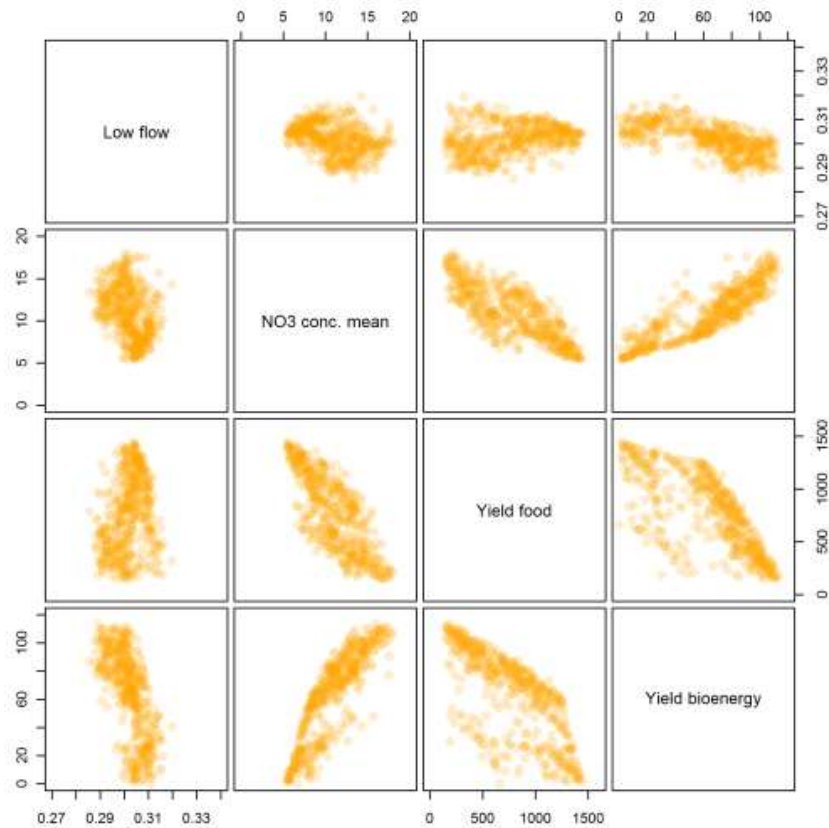 0 5 10 15 20 0 20 60 100
Low flow
0.27 0.29 0.31 0.33
0 5 10 15 20
NO3 conc. mean
Yield food
0 500 1000 1500
0 20 60 100
Yield bioenergy
0.27 0.29 0.31 0.33 0 500 1000 1500